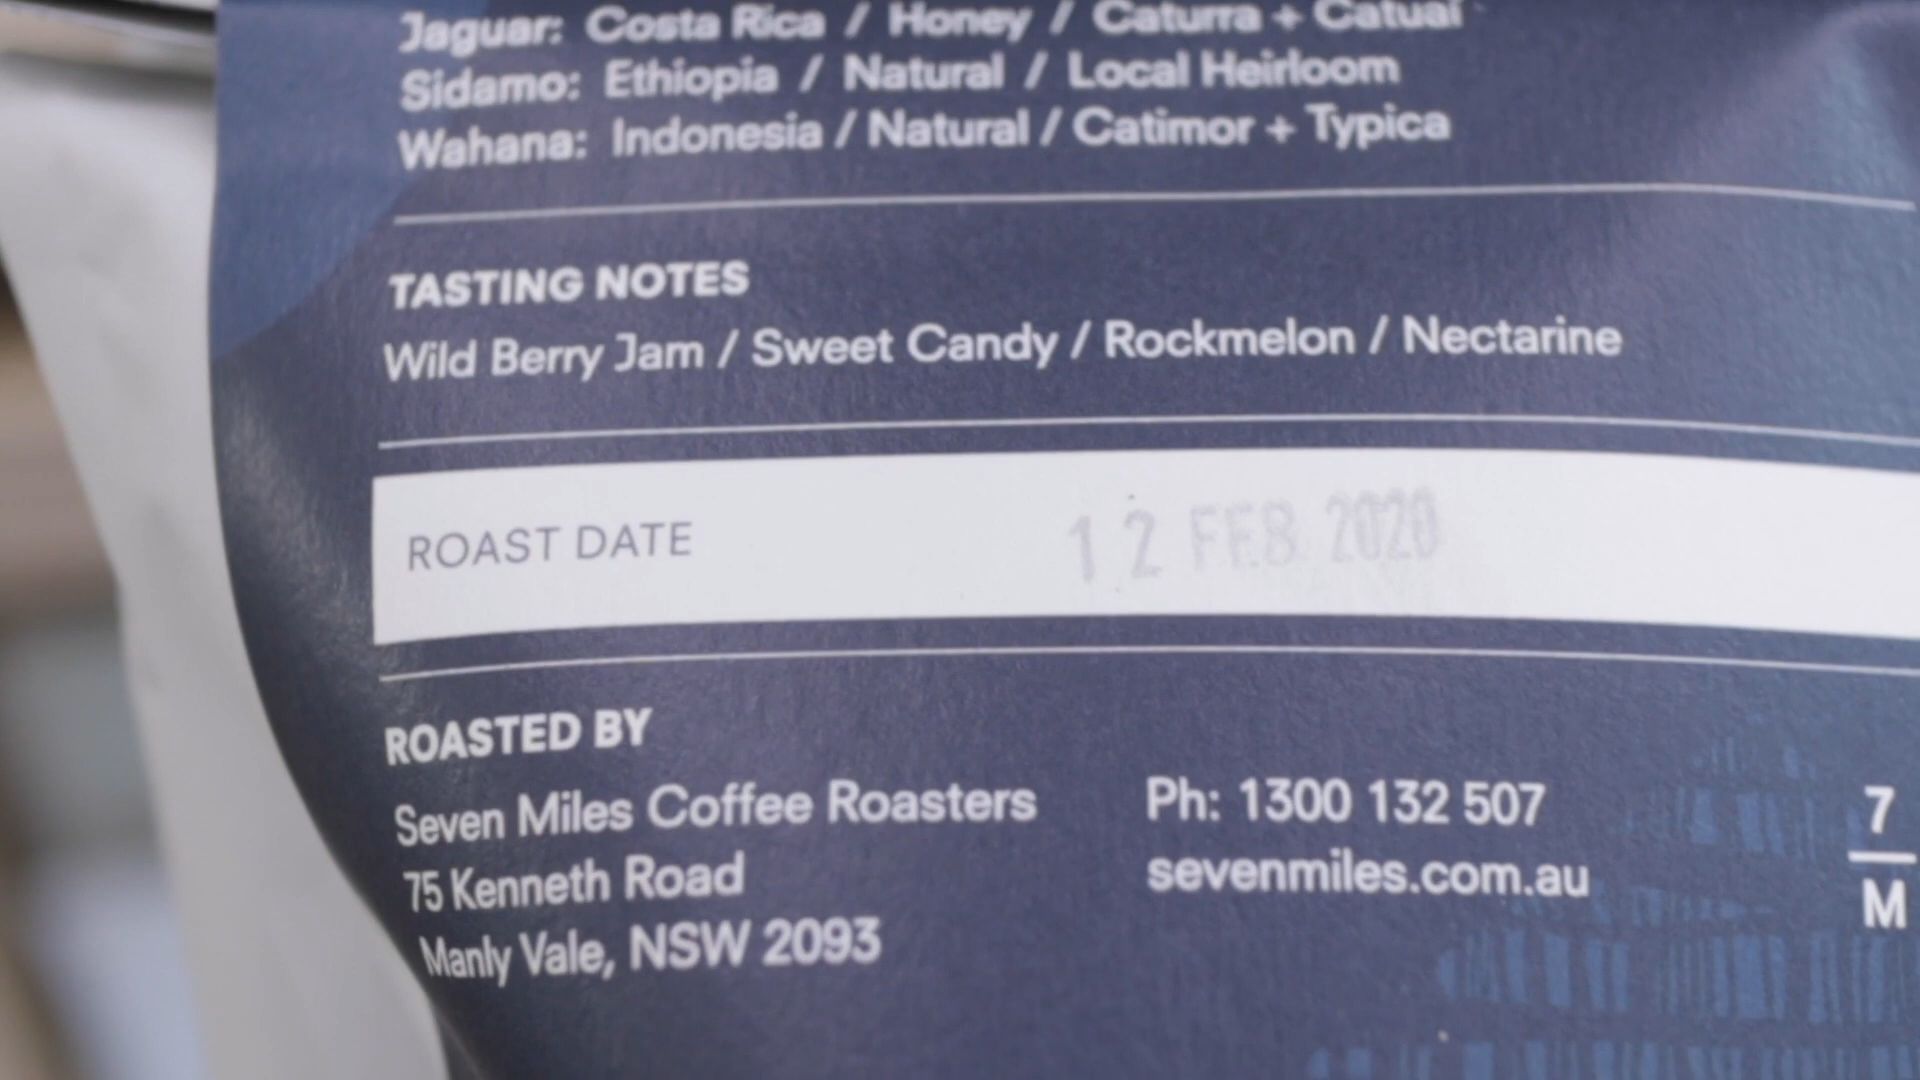 Jaguar: Costa Rica / Honey / Caturra + Catuai
Sidamo: Ethiopia / Natural / Local Heirloom
Wahana: Indonesia / Natural / Catimor + Typica
TASTING NOTES
Wild Berry Jam / Sweet Candy / Rockmelon / Nectarine
ROAST DATE 12 FEB 2020
ROASTED BY
Seven Miles Coffee Roasters
75 Kenneth Road
Manly Vale, NSW 2093
Ph: 1300 132 507
sevenmiles.com.au
7
M